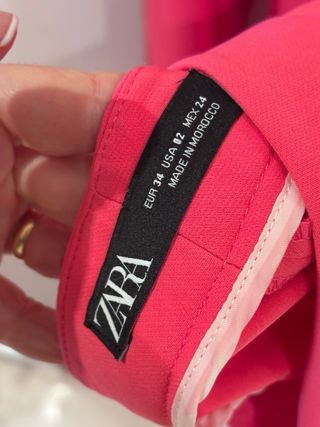 ZARA
EUR 34 USA 02 MEX 24
MADE IN MOROCCO